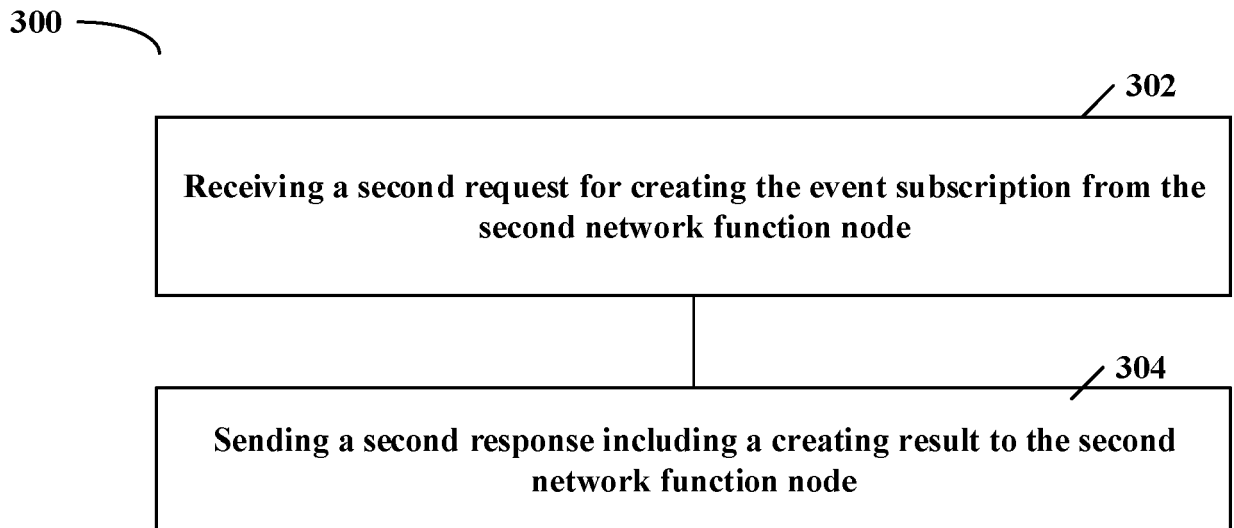 300
302
Receiving a second request for creating the event subscription from the
second network function node
304
Sending a second response including a creating result to the second
network function node